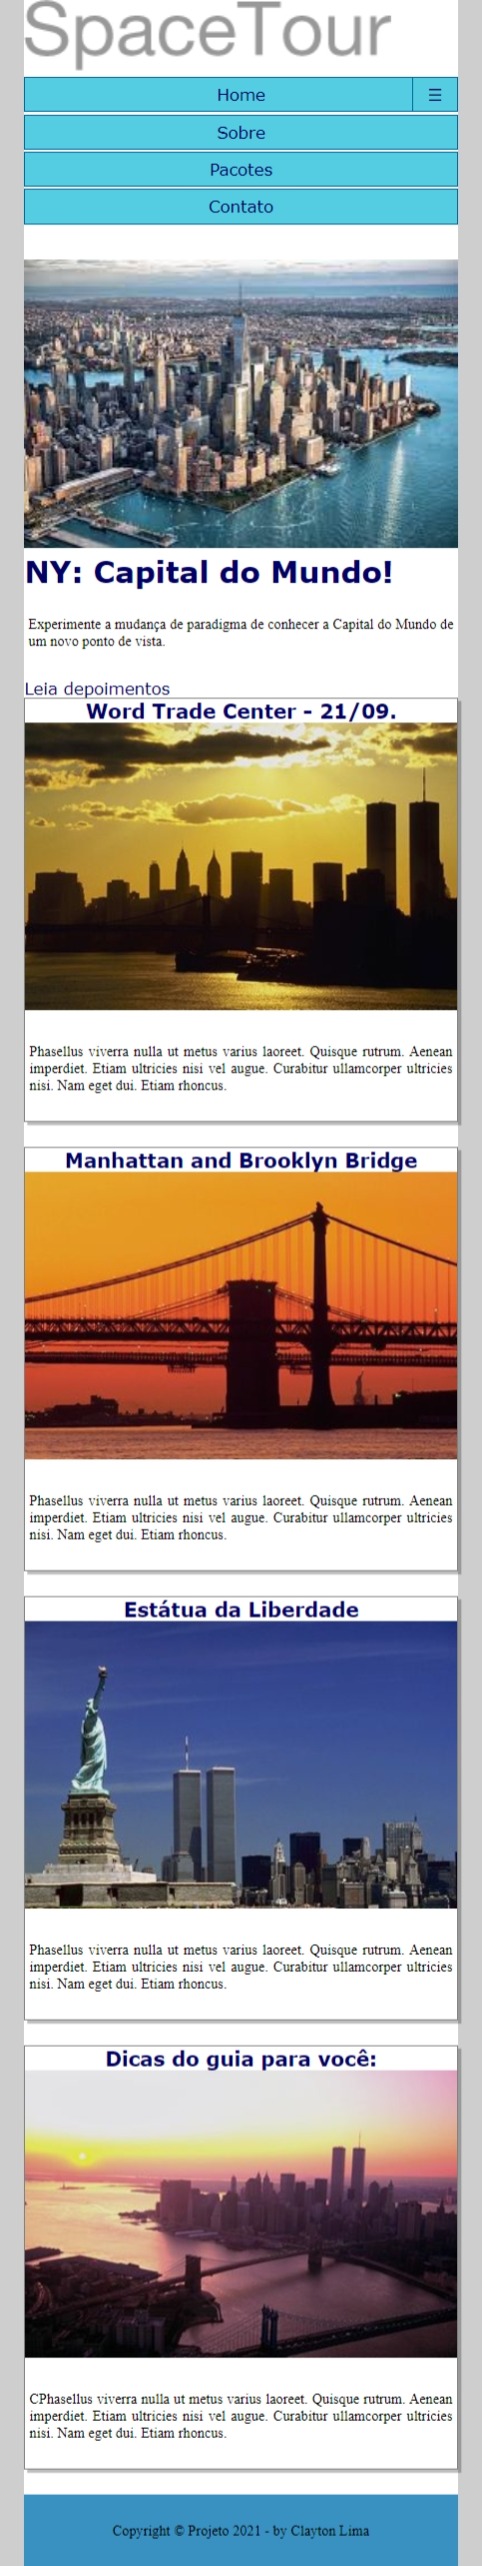 SpaceTour
Home ☰
Sobre
Pacotes
Contato
NY: Capital do Mundo!
Experimente a mudança de paradigma de conhecer a Capital do Mundo de
um novo ponto de vista.
Leia depoimentos
Word Trade Center - 21/09.
Phasellus viverra nulla ut metus varius laoreet. Quisque rutrum. Aenean
imperdiet. Etiam ultricies nisi vel augue. Curabitur ullamcorper ultricies
nisi. Nam eget dui. Etiam rhoncus.
Manhattan and Brooklyn Bridge
Phasellus viverra nulla ut metus varius laoreet. Quisque rutrum. Aenean
imperdiet. Etiam ultricies nisi vel augue. Curabitur ullamcorper ultricies
nisi. Nam eget dui. Etiam rhoncus.
Estátua da Liberdade
Phasellus viverra nulla ut metus varius laoreet. Quisque rutrum. Aenean
imperdiet. Etiam ultricies nisi vel augue. Curabitur ullamcorper ultricies
nisi. Nam eget dui. Etiam rhoncus.
Dicas do guia para você:
CPhasellus viverra nulla ut metus varius laoreet. Quisque rutrum. Aenean
imperdiet. Etiam ultricies nisi vel augue. Curabitur ullamcorper ultricies
nisi. Nam eget dui. Etiam rhoncus.
Copyright © Projeto 2021 - by Clayton Lima